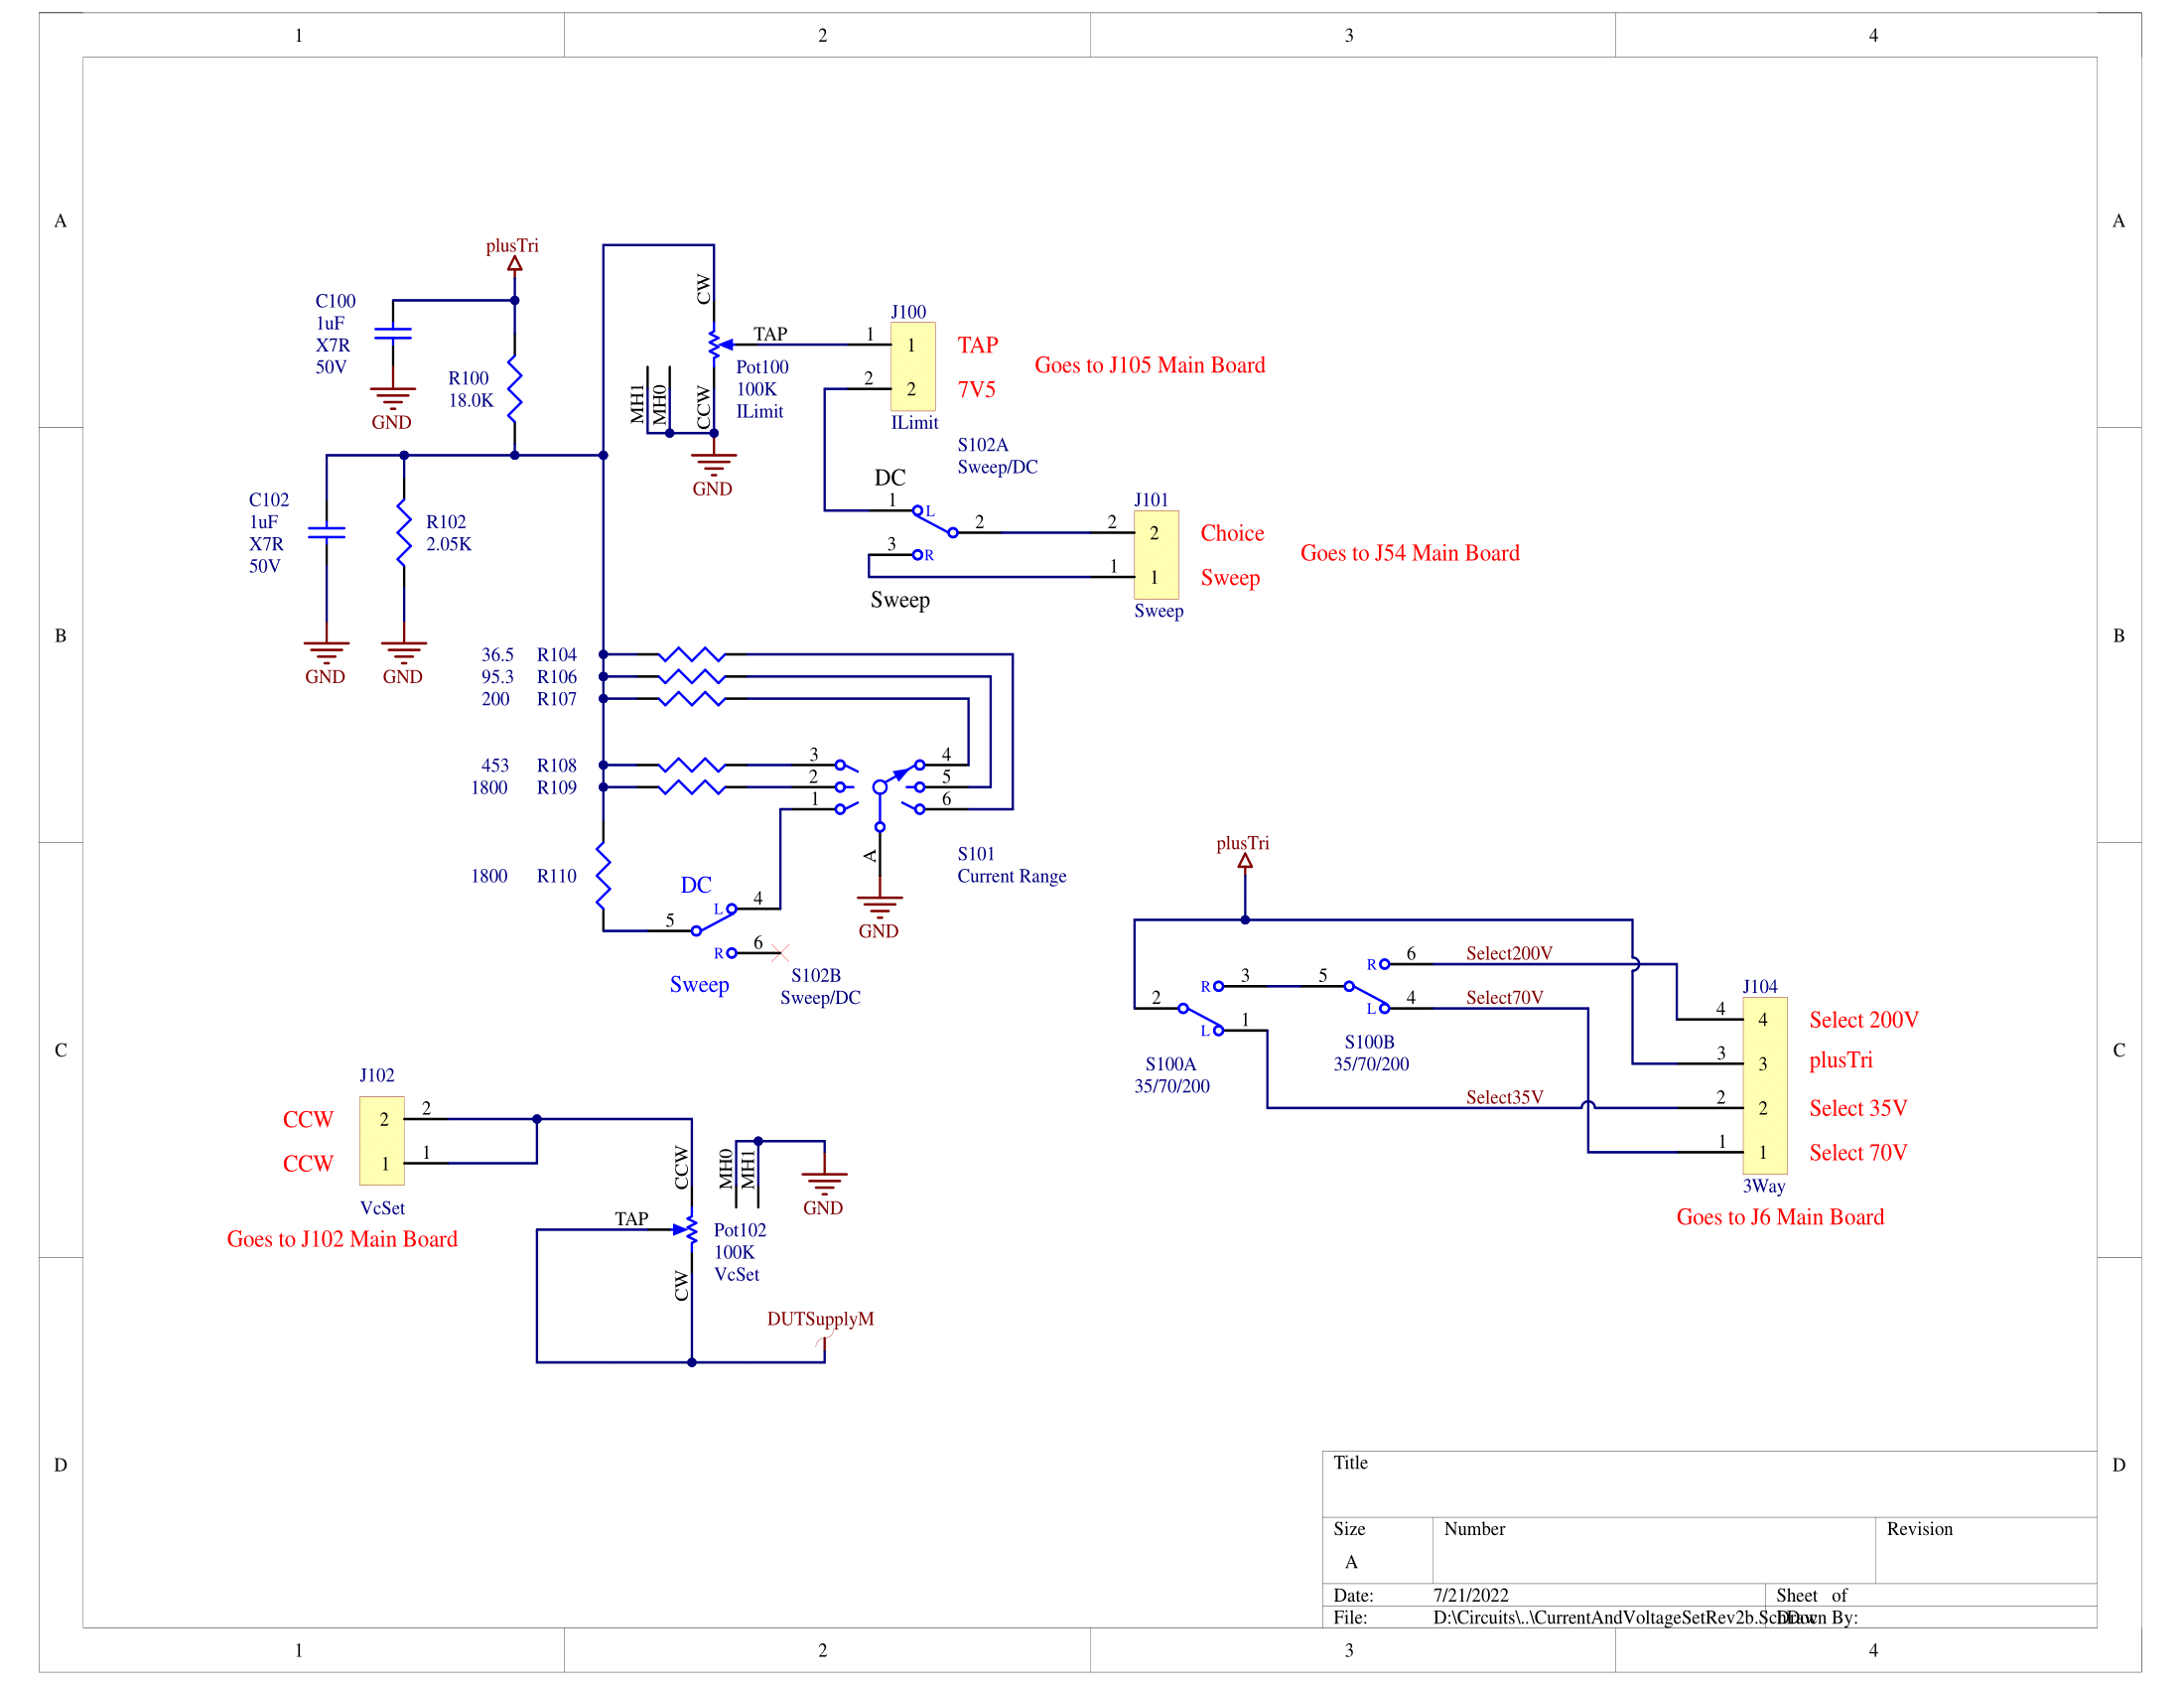 1 2 3 4
A A
plusTri
C100
1uF
X7R
50V
GND
R100
18.0K
CW
TAP
1
J100
1
TAP
2
2
7V5
ILimit
Goes to J105 Main Board
MH1
MH0
CCW
Pot100
100K
ILimit
GND
S102A
Sweep/DC
DC
1
L
2
3
R
Sweep
J101
2
2
Choice
1
1
Sweep
Sweep
Goes to J54 Main Board
C102
1uF
X7R
50V
GND
R102
2.05K
GND
B B
36.5 R104
95.3 R106
200 R107
453 R108
1800 R109
3
2
1
4
5
6
A
GND
S101
Current Range
1800 R110
DC
L
4
5
R
6
Sweep
S102B
Sweep/DC
plusTri
2
R
3
L
1
S100A
35/70/200
5
R
6
L
4
S100B
35/70/200
Select200V
Select70V
Select35V
J104
4
4
Select 200V
3
3
plusTri
2
2
Select 35V
1
1
Select 70V
3Way
Goes to J6 Main Board
C C
J102
CCW
2
2
CCW
1
1
VcSet
Goes to J102 Main Board
CCW
MH0
MH1
GND
TAP
CW
Pot102
100K
VcSet
DUTSupplyM
D D
Title
Size
A
Number
Revision
Date: 7/21/2022
Sheet of
File: D:\Circuits\..\CurrentAndVoltageSetRev2b.SchDoc
Drawn By:
1 2 3 4